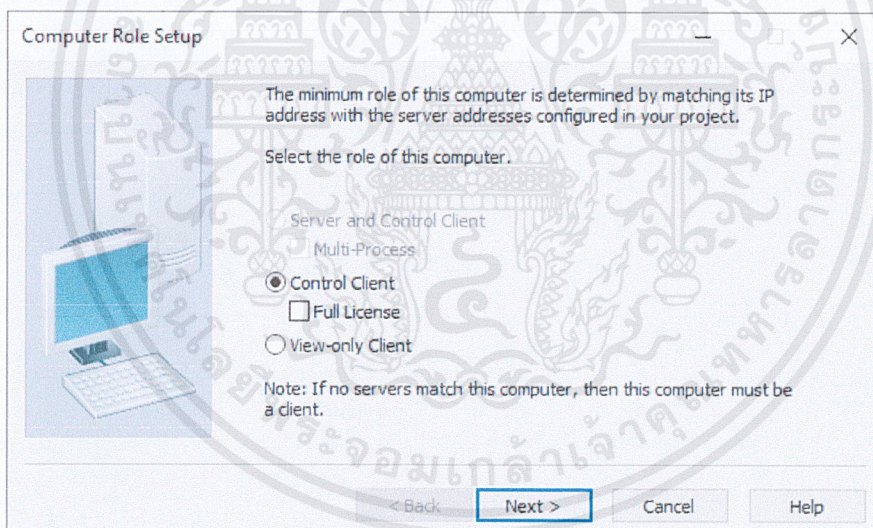 Computer Role Setup
The minimum role of this computer is determined by matching its IP
address with the server addresses configured in your project.
Select the role of this computer.
Server and Control Client
Multi-Process
Control Client
Full License
View-only Client
Note: If no servers match this computer, then this computer must be
a client.
< Back
Next >
Cancel
Help